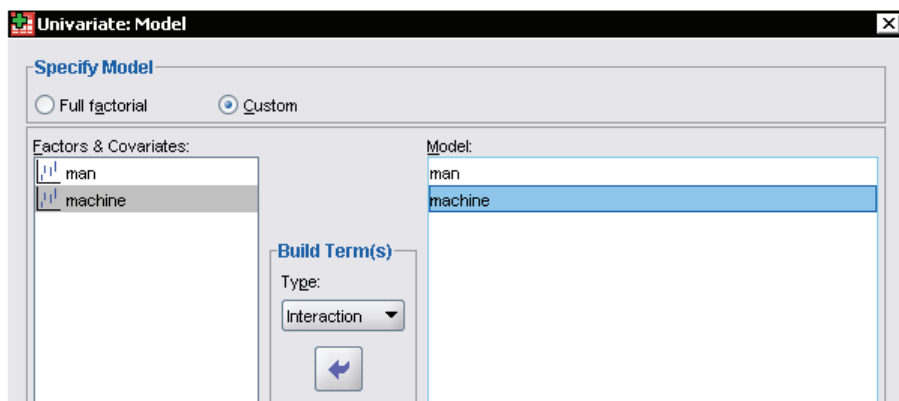 Univariate: Model
Specify Model
Full factorial
Custom
Factors & Covariates:
man
machine
Build Term(s)
Type:
Interaction
Model:
man
machine